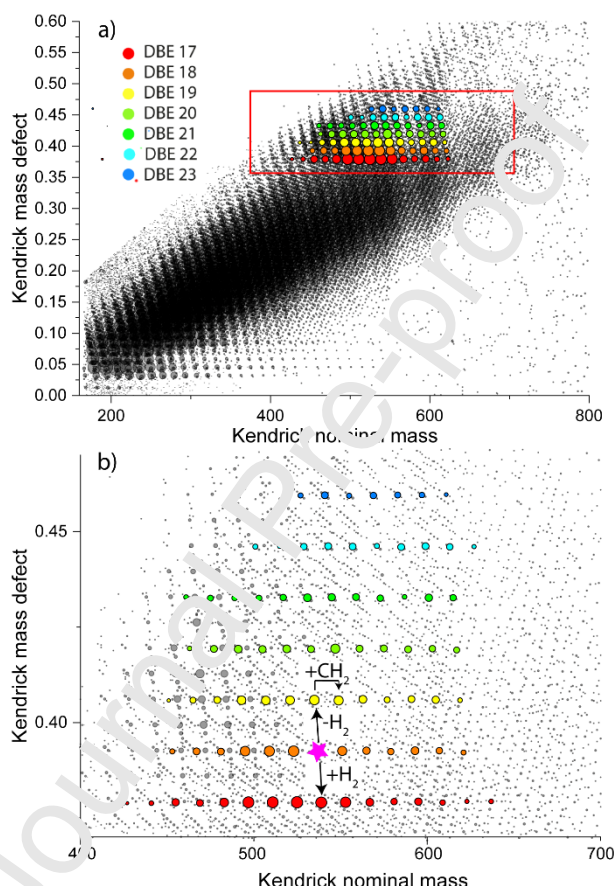 a)
DBE 17
DBE 18
DBE 19
DBE 20
DBE 21
DBE 22
DBE 23
Kendrick mass defect
0.60
0.55
0.50
0.45
0.40
0.35
0.30
0.25
0.20
0.15
0.10
0.05
0.00
200
400
600
800
Kendrick nominal mass
b)
Kendrick mass defect
0.45
0.40
+CH2
-H2
+H2
400
500
600
700
Kendrick nominal mass
Journal Pre-proof